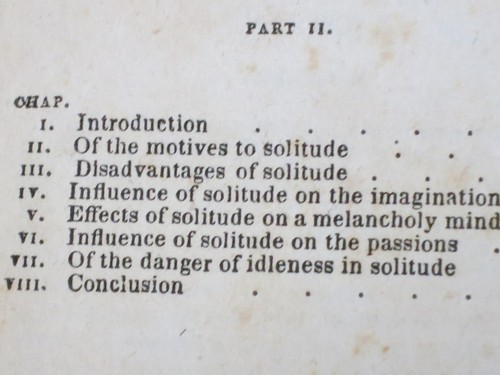 PART II.
CHAP.
I. Introduction . . . . .
II. Of the motives to solitude . . .
III. Disadvantages of solitude . . .
IV. Influence of solitude on the imagination
V. Effects of solitude on a melancholy mind
VI. Influence of solitude on the passions .
VII. Of the danger of idleness in solitude
VIII. Conclusion . . . . .